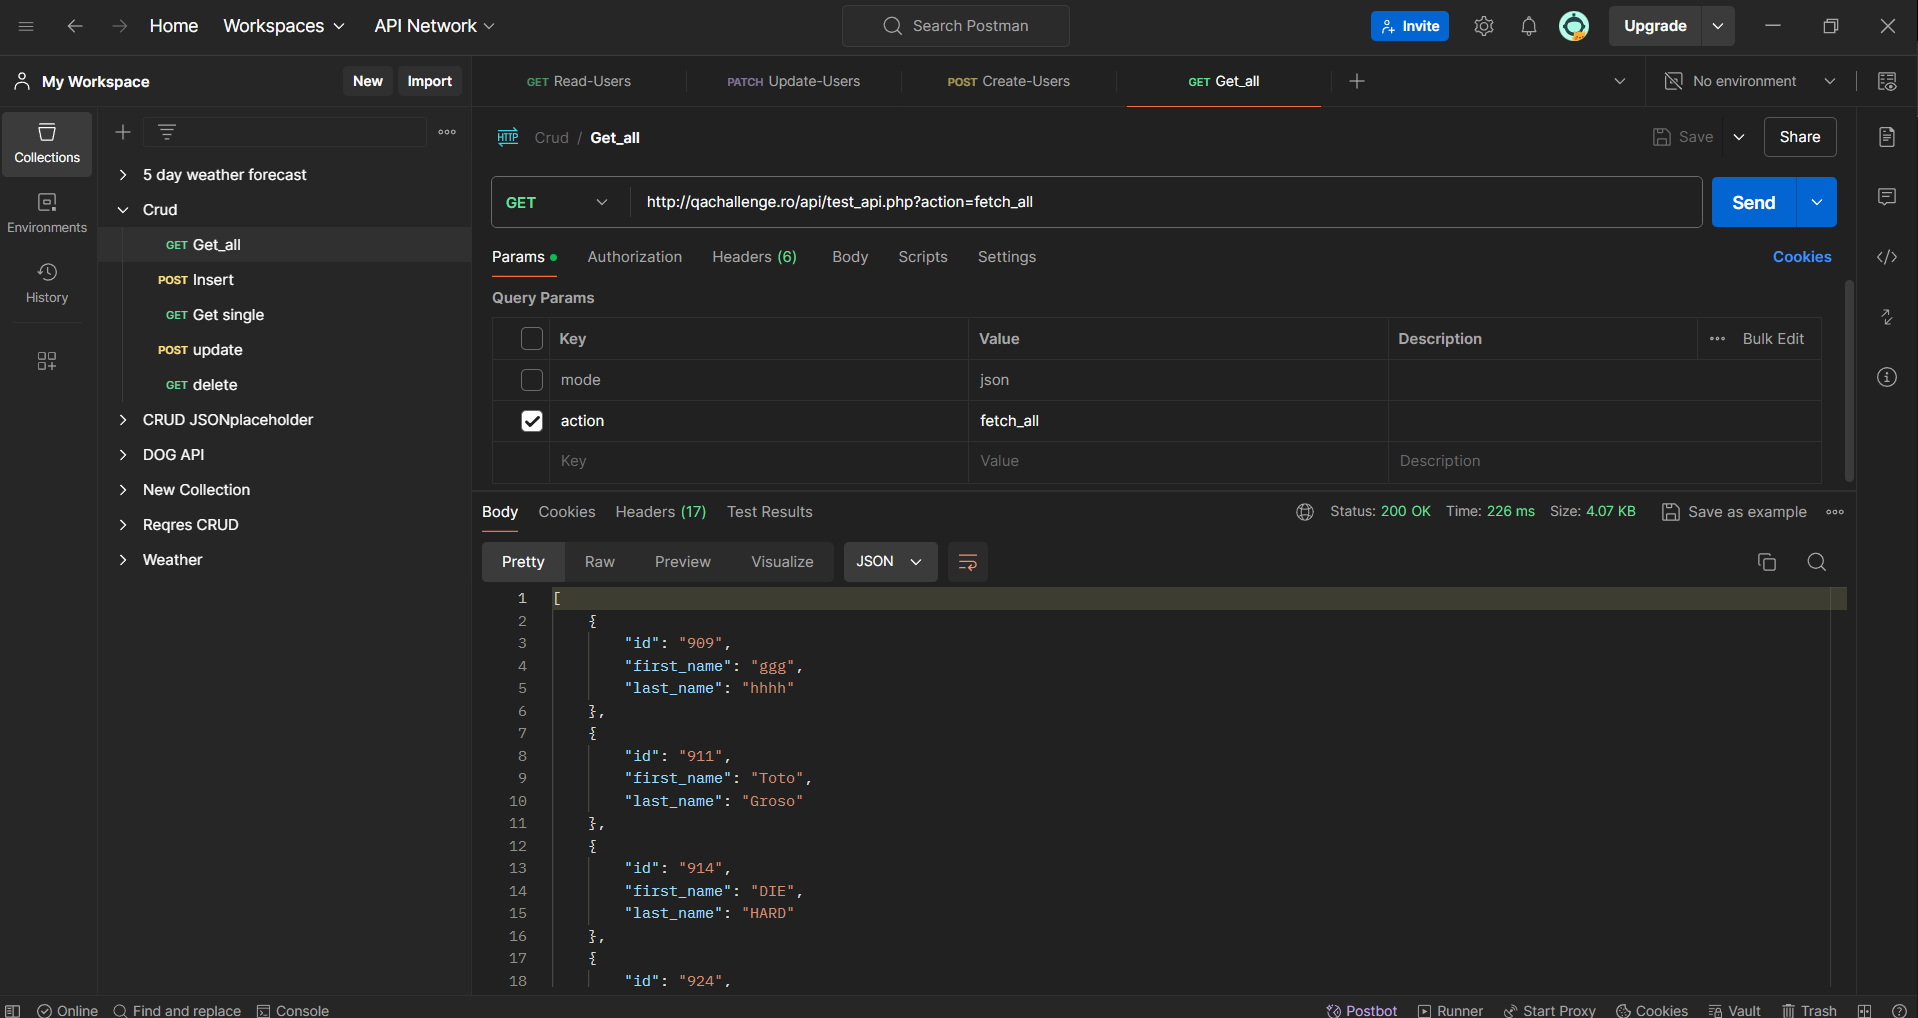 Home Workspaces API Network Search Postman Invite Upgrade
My Workspace New Import GET Read-Users PATCH Update-Users POST Create-Users GET Get_all No environment
Collections
Environments
History
5 day weather forecast
Crud
GET Get_all
POST Insert
GET Get single
POST update
GET delete
CRUD JSONplaceholder
DOG API
New Collection
Reqres CRUD
Weather
HTTP Crud / Get_all Save Share
GET http://qachallenge.ro/api/test_api.php?action=fetch_all Send
Params Authorization Headers (6) Body Scripts Settings Cookies
Query Params
Key Value Description Bulk Edit
mode json
action fetch_all
Key Value Description
Body Cookies Headers (17) Test Results Status: 200 OK Time: 226 ms Size: 4.07 KB Save as example
Pretty Raw Preview Visualize JSON
1 [
2 {
3 "id": "909",
4 "first_name": "ggg",
5 "last_name": "hhhh"
6 },
7 {
8 "id": "911",
9 "first_name": "Toto",
10 "last_name": "Groso"
11 },
12 {
13 "id": "914",
14 "first_name": "DIE",
15 "last_name": "HARD"
16 },
17 {
18 "id": "924",
Online Find and replace Console Postbot Runner Start Proxy Cookies Vault Trash